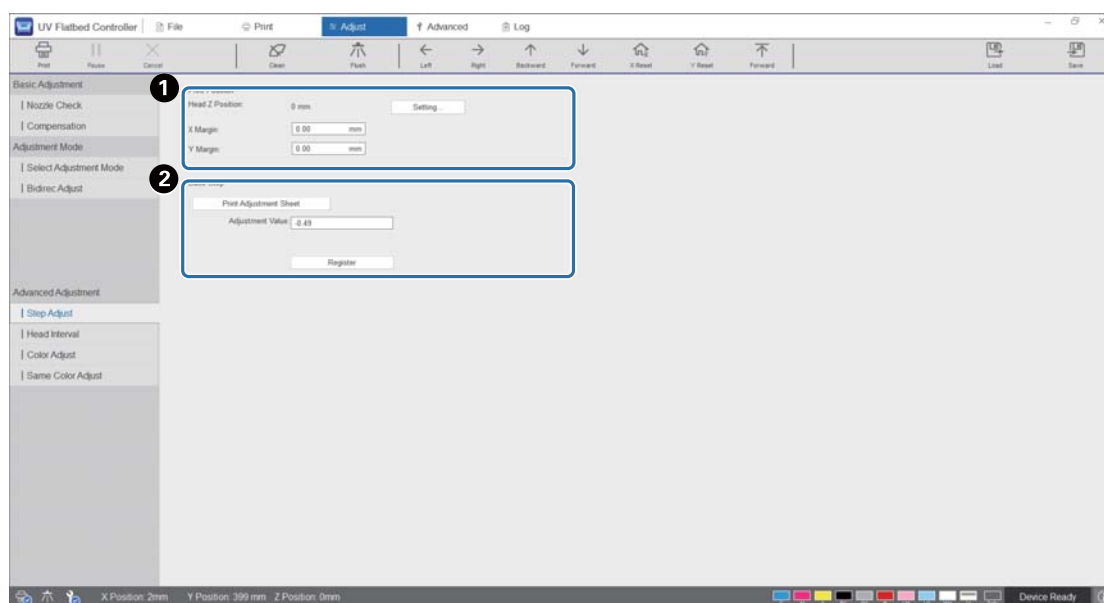 UV Flatbed Controller File Print Adjust Advanced Log
Print Pause Cancel Clean Flush Left Right Backward Forward X Reset Y Reset Forward Load Save
Basic Adjustment
Nozzle Check
Compensation
Adjustment Mode
Select Adjustment Mode
Bidirec Adjust
Advanced Adjustment
Step Adjust
Head Interval
Color Adjust
Same Color Adjust
1
Head Z Position: 0 mm Setting...
X Margin: 0.00 mm
Y Margin: 0.00 mm
2
Print Adjustment Sheet
Adjustment Value: -0.49
Register
X Position: 2mm Y Position: 399 mm Z Position: 0mm Device Ready